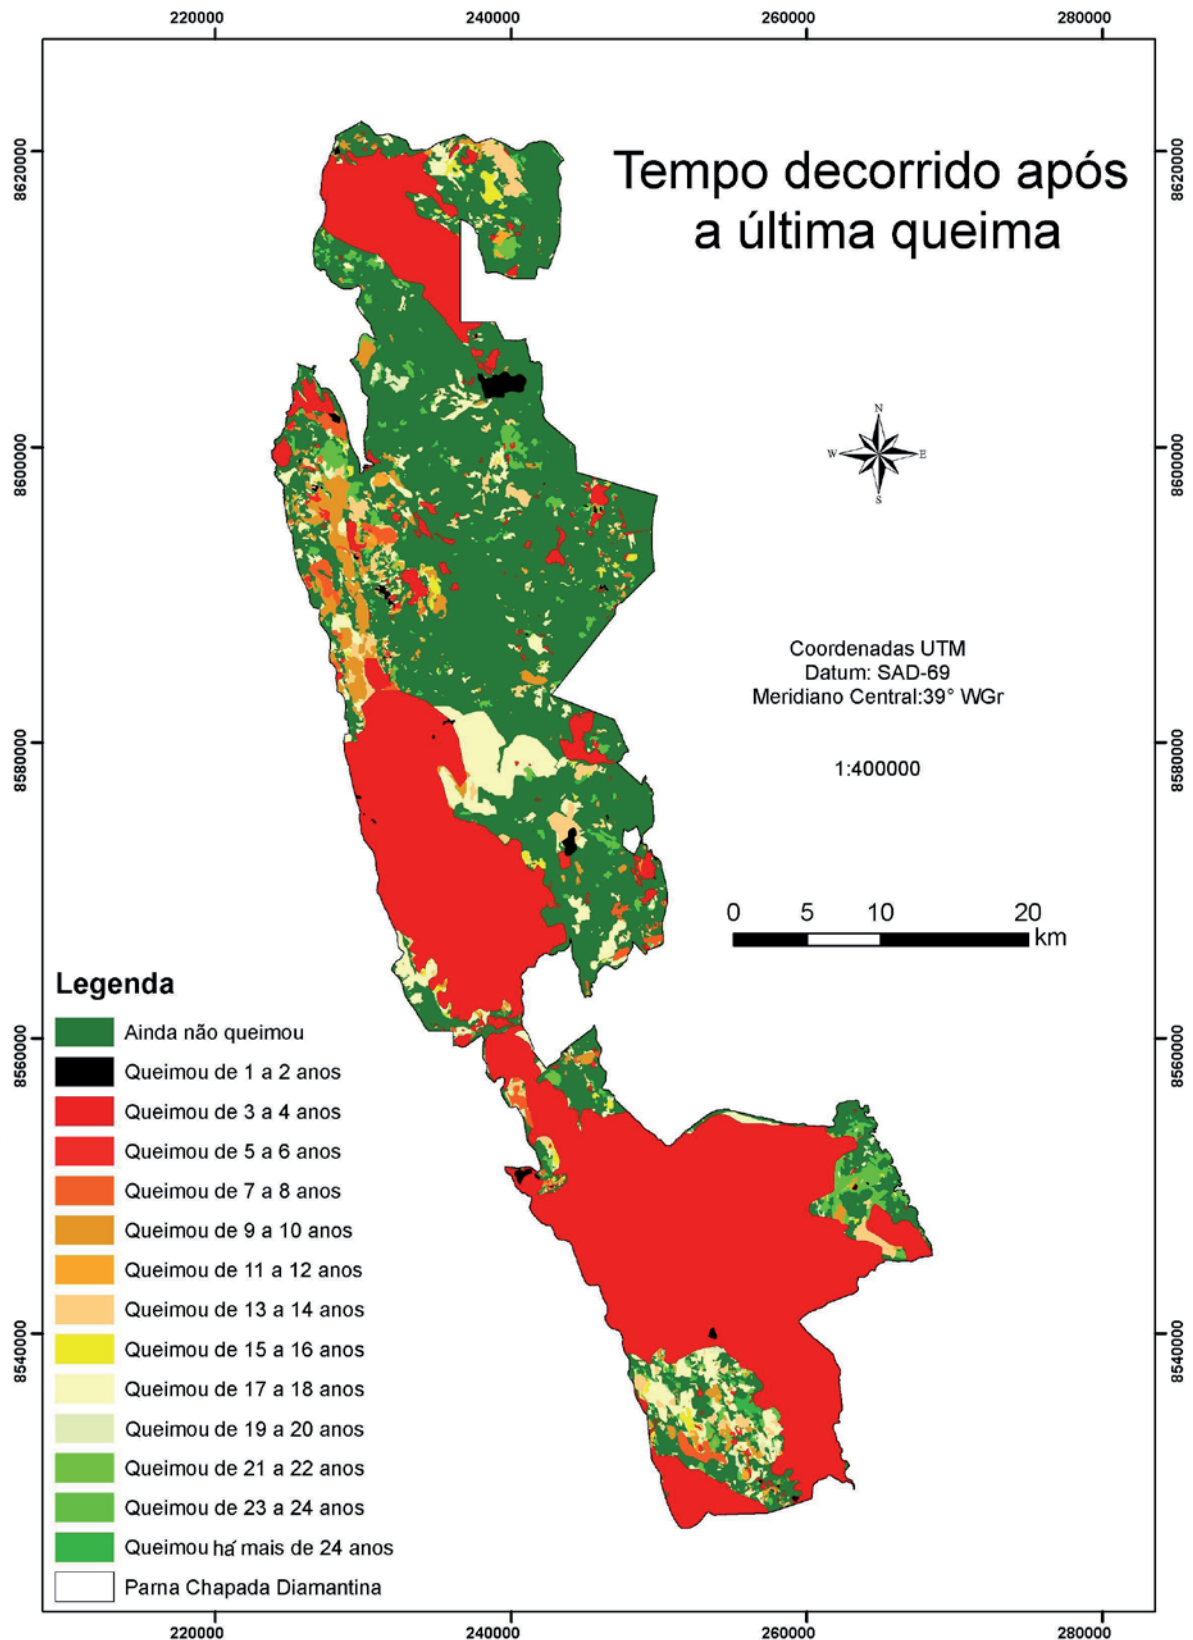 220000
240000
260000
280000
8620000
8620000
Tempo decorrido após
a última queima
N
W
E
S
8600000
8600000
Coordenadas UTM
Datum: SAD-69
Meridiano Central:39° WGr
1:400000
8580000
8580000
0
5
10
20
km
Legenda
Ainda não queimou
Queimou de 1 a 2 anos
Queimou de 3 a 4 anos
Queimou de 5 a 6 anos
Queimou de 7 a 8 anos
Queimou de 9 a 10 anos
Queimou de 11 a 12 anos
Queimou de 13 a 14 anos
Queimou de 15 a 16 anos
Queimou de 17 a 18 anos
Queimou de 19 a 20 anos
Queimou de 21 a 22 anos
Queimou de 23 a 24 anos
Queimou há mais de 24 anos
Parna Chapada Diamantina
8560000
8560000
8540000
8540000
220000
240000
260000
280000